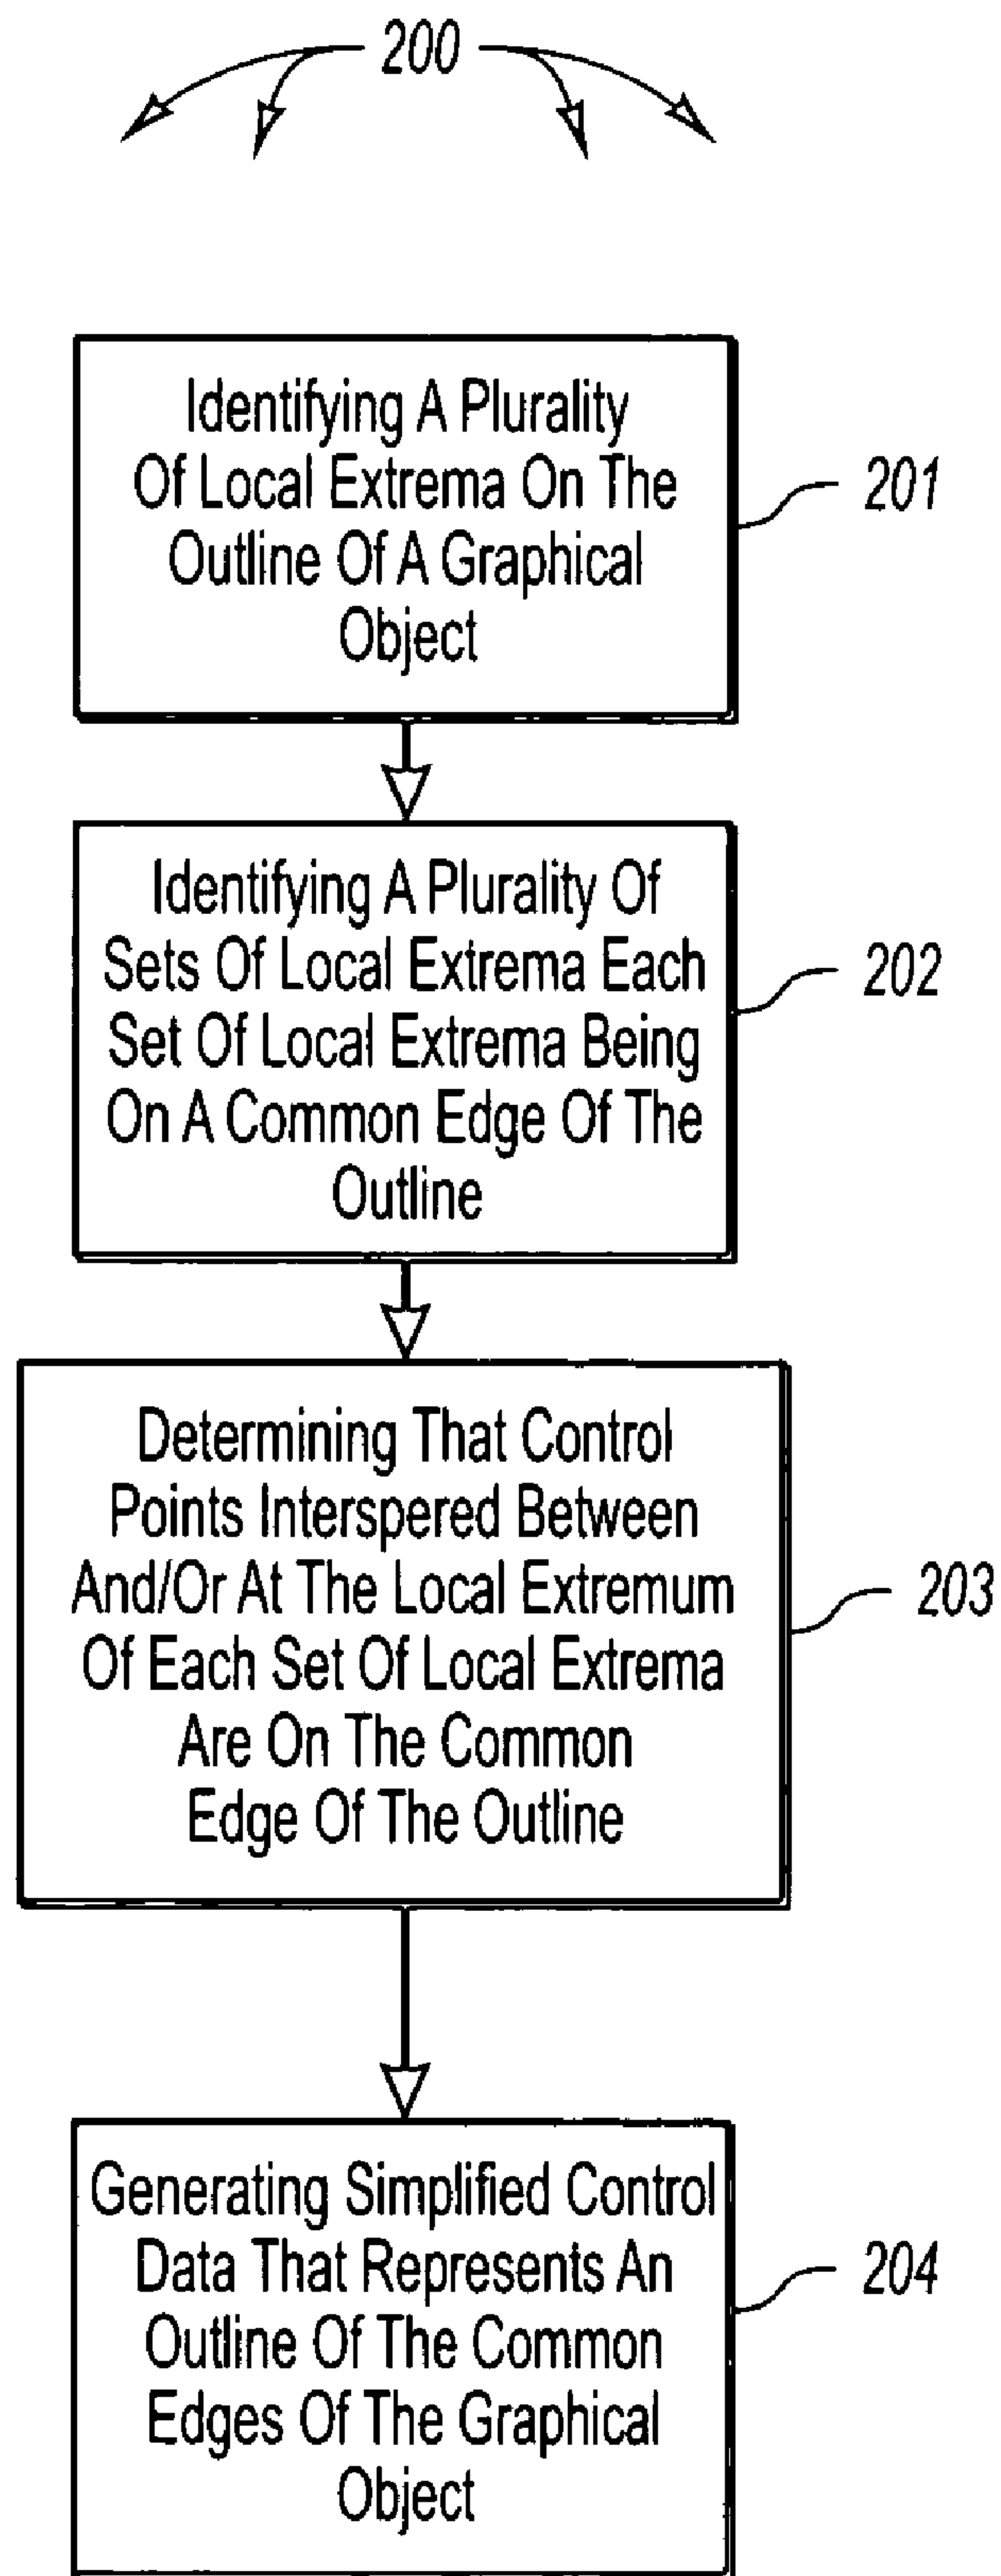 200
Identifying A Plurality
Of Local Extrema On The
Outline Of A Graphical
Object
201
Identifying A Plurality Of
Sets Of Local Extrema Each
Set Of Local Extrema Being
On A Common Edge Of The
Outline
202
Determining That Control
Points Interspered Between
And/Or At The Local Extremum
Of Each Set Of Local Extrema
Are On The Common
Edge Of The Outline
203
Generating Simplified Control
Data That Represents An
Outline Of The Common
Edges Of The Graphical
Object
204